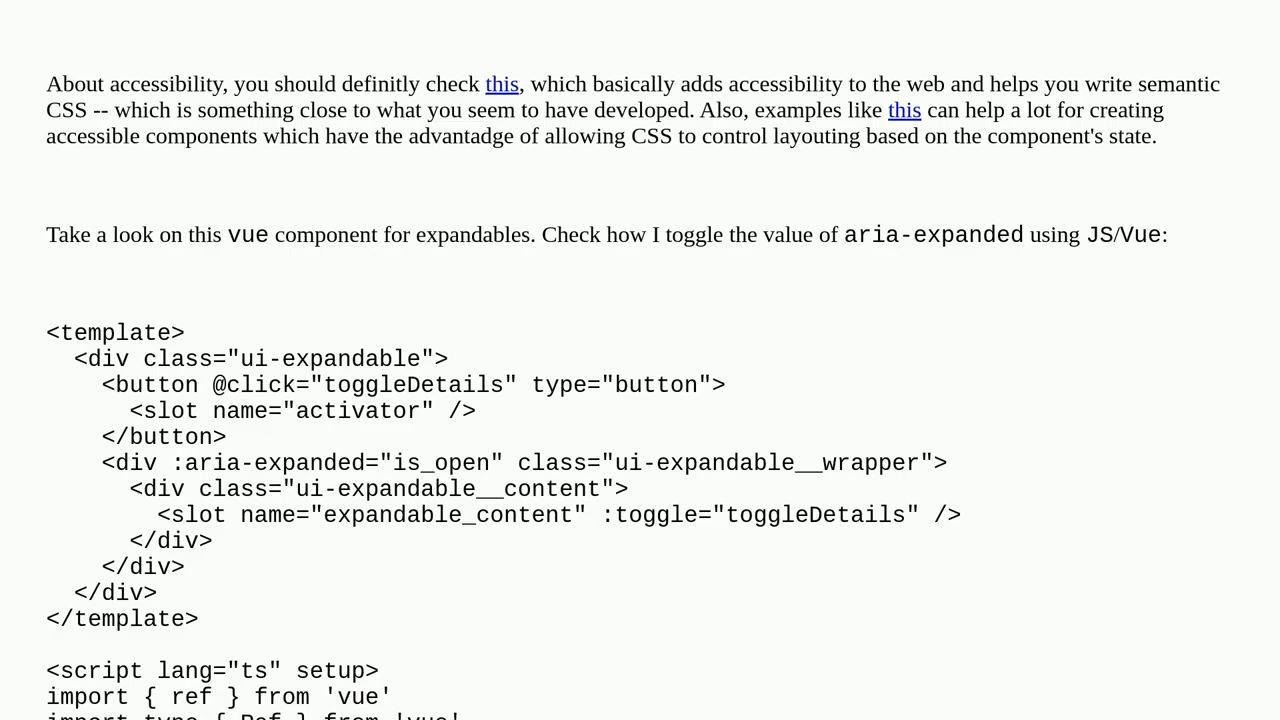 About accessibility, you should definitly check this, which basically adds accessibility to the web and helps you write semantic
CSS -- which is something close to what you seem to have developed. Also, examples like this can help a lot for creating
accessible components which have the advantadge of allowing CSS to control layouting based on the component's state.
Take a look on this vue component for expandables. Check how I toggle the value of aria-expanded using JS/Vue:
<template>
  <div class="ui-expandable">
    <button @click="toggleDetails" type="button">
      <slot name="activator" />
    </button>
    <div :aria-expanded="is_open" class="ui-expandable__wrapper">
      <div class="ui-expandable__content">
        <slot name="expandable_content" :toggle="toggleDetails" />
      </div>
    </div>
  </div>
</template>
<script lang="ts" setup>
import { ref } from 'vue'
import type { Ref } from 'vue'